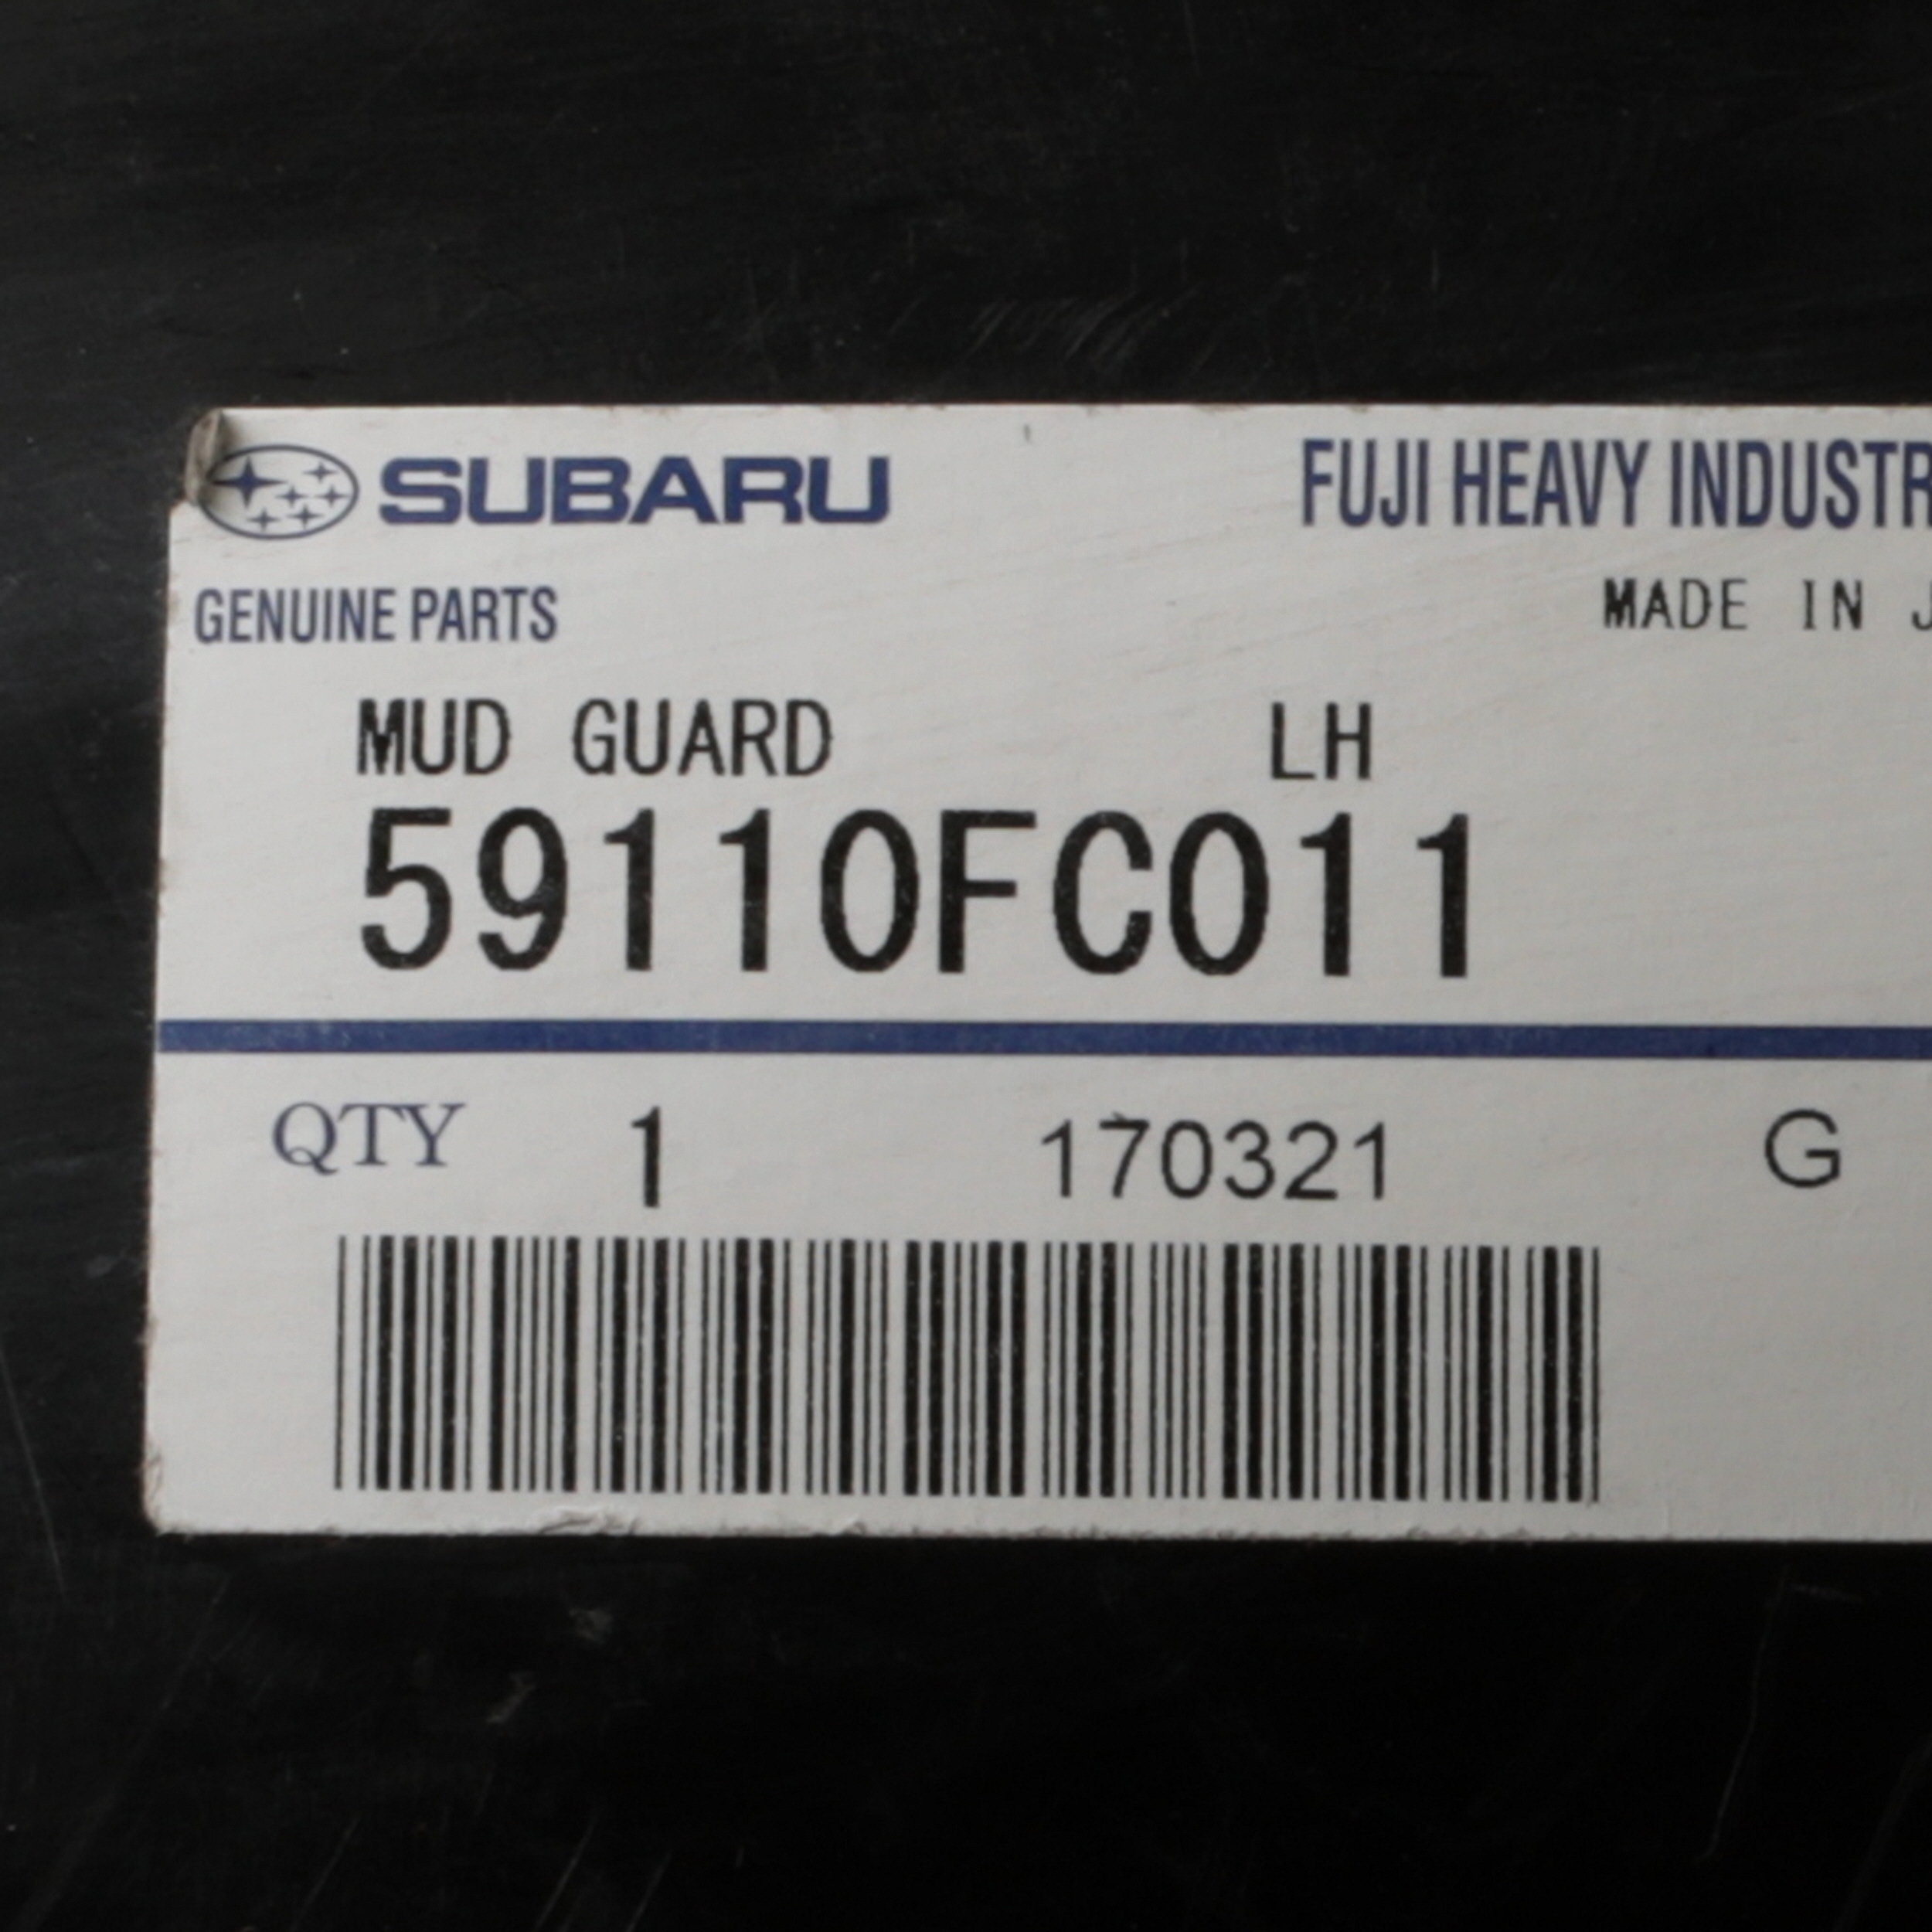 SUBARU FUJI HEAVY INDUSTR
GENUINE PARTS MADE IN J
MUD GUARD LH
59110FC011
QTY 1 170321 G